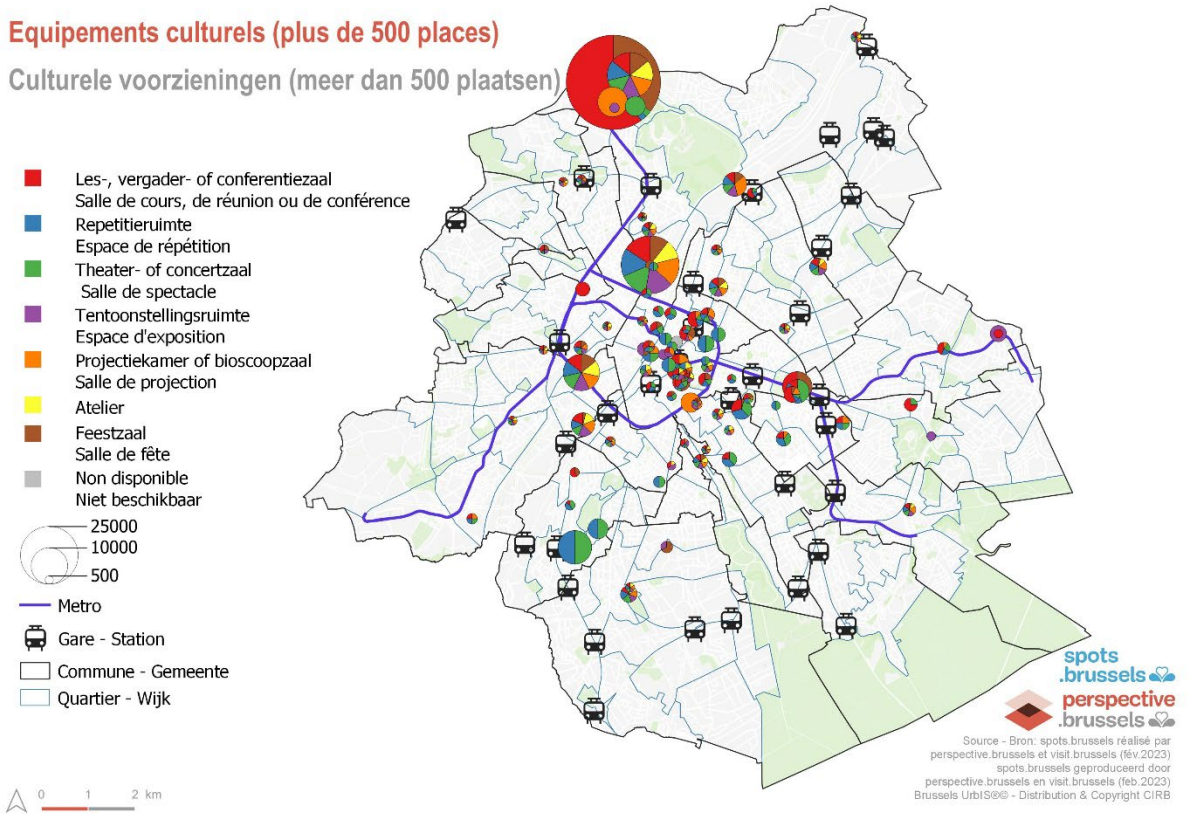 Equipements culturels (plus de 500 places)
Culturele voorzieningen (meer dan 500 plaatsen)
Les-, vergader- of conferentiezaal
Salle de cours, de réunion ou de conférence
Repetitieruimte
Espace de répétition
Theater- of concertzaal
Salle de spectacle
Tentoonstellingsruimte
Espace d'exposition
Projectiekamer of bioscoopzaal
Salle de projection
Atelier
Feestzaal
Salle de fête
Non disponible
Niet beschikbaar
25000
10000
500
Metro
Gare - Station
Commune - Gemeente
Quartier - Wijk
0 1 2 km
spots
.brussels
perspective
.brussels
Source - Bron: spots.brussels réalisé par
perspective.brussels et visit.brussels (fév.2023)
spots.brussels geproduceerd door
perspective.brussels en visit.brussels (feb.2023)
Brussels UrbIS®© - Distribution & Copyright CIRB